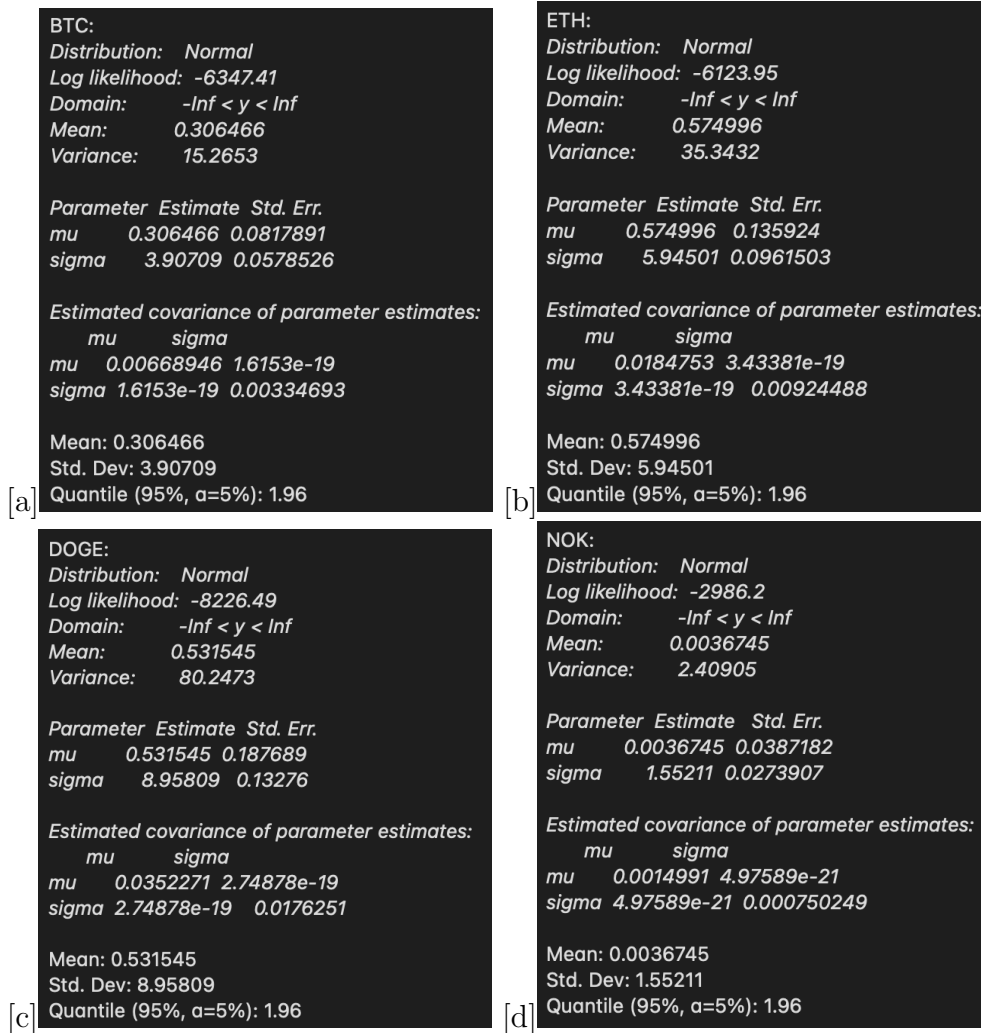 BTC:
Distribution: Normal
Log likelihood: -6347.41
Domain: -Inf < y < Inf
Mean: 0.306466
Variance: 15.2653
Parameter Estimate Std. Err.
mu 0.306466 0.0817891
sigma 3.90709 0.0578526
Estimated covariance of parameter estimates:
mu sigma
mu 0.00668946 1.6153e-19
sigma 1.6153e-19 0.00334693
Mean: 0.306466
Std. Dev: 3.90709
Quantile (95%, a=5%): 1.96
[a]
ETH:
Distribution: Normal
Log likelihood: -6123.95
Domain: -Inf < y < Inf
Mean: 0.574996
Variance: 35.3432
Parameter Estimate Std. Err.
mu 0.574996 0.135924
sigma 5.94501 0.0961503
Estimated covariance of parameter estimates:
mu sigma
mu 0.0184753 3.43381e-19
sigma 3.43381e-19 0.00924488
Mean: 0.574996
Std. Dev: 5.94501
Quantile (95%, a=5%): 1.96
[b]
DOGE:
Distribution: Normal
Log likelihood: -8226.49
Domain: -Inf < y < Inf
Mean: 0.531545
Variance: 80.2473
Parameter Estimate Std. Err.
mu 0.531545 0.187689
sigma 8.95809 0.13276
Estimated covariance of parameter estimates:
mu sigma
mu 0.0352271 2.74878e-19
sigma 2.74878e-19 0.0176251
Mean: 0.531545
Std. Dev: 8.95809
Quantile (95%, a=5%): 1.96
[c]
NOK:
Distribution: Normal
Log likelihood: -2986.2
Domain: -Inf < y < Inf
Mean: 0.0036745
Variance: 2.40905
Parameter Estimate Std. Err.
mu 0.0036745 0.0387182
sigma 1.55211 0.0273907
Estimated covariance of parameter estimates:
mu sigma
mu 0.0014991 4.97589e-21
sigma 4.97589e-21 0.000750249
Mean: 0.0036745
Std. Dev: 1.55211
Quantile (95%, a=5%): 1.96
[d]